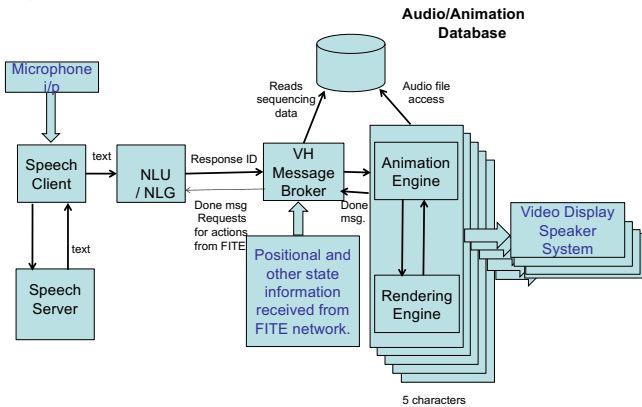 Audio/Animation
Database
Microphone
i/p
Reads
sequencing
data
Audio file
access
Speech
Client
text
NLU
/ NLG
Response ID
VH
Message
Broker
Animation
Engine
Done msg
Requests
for actions
from FITE
Done
msg.
Video Display
Speaker
System
text
Positional and
other state
information
received from
FITE network.
Speech
Server
Rendering
Engine
5 characters